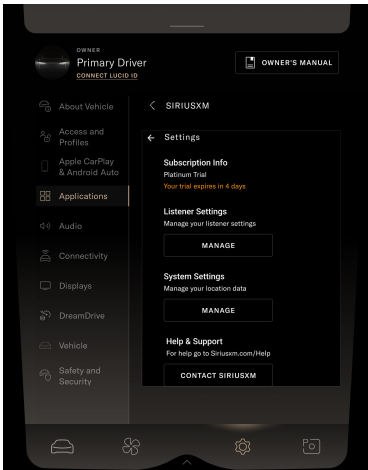 OWNER
Primary Driver
CONNECT LUCID ID
OWNER'S MANUAL
About Vehicle
Access and
Profiles
Apple CarPlay
& Android Auto
Applications
Audio
Connectivity
Displays
DreamDrive
Vehicle
Safety and
Security
SIRIUSXM
Settings
Subscription Info
Platinum Trial
Your trial expires in 4 days
Listener Settings
Manage your listener settings
MANAGE
System Settings
Manage your location data
MANAGE
Help & Support
For help go to Siriusxm.com/Help
CONTACT SIRIUSXM